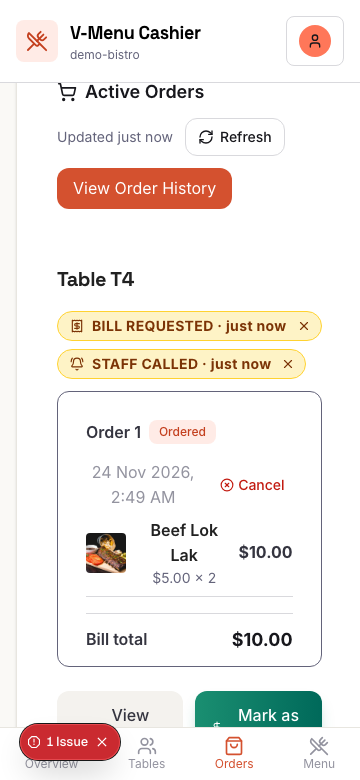 V-Menu Cashier
demo-bistro
Active Orders
Updated just now
Refresh
View Order History
Table T4
BILL REQUESTED · just now
STAFF CALLED · just now
Order 1
Ordered
24 Nov 2026,
2:49 AM
Cancel
Beef Lok
Lak
$5.00 × 2
$10.00
Bill total
$10.00
View
$
Mark as
1 Issue
Overview
Tables
Orders
Menu